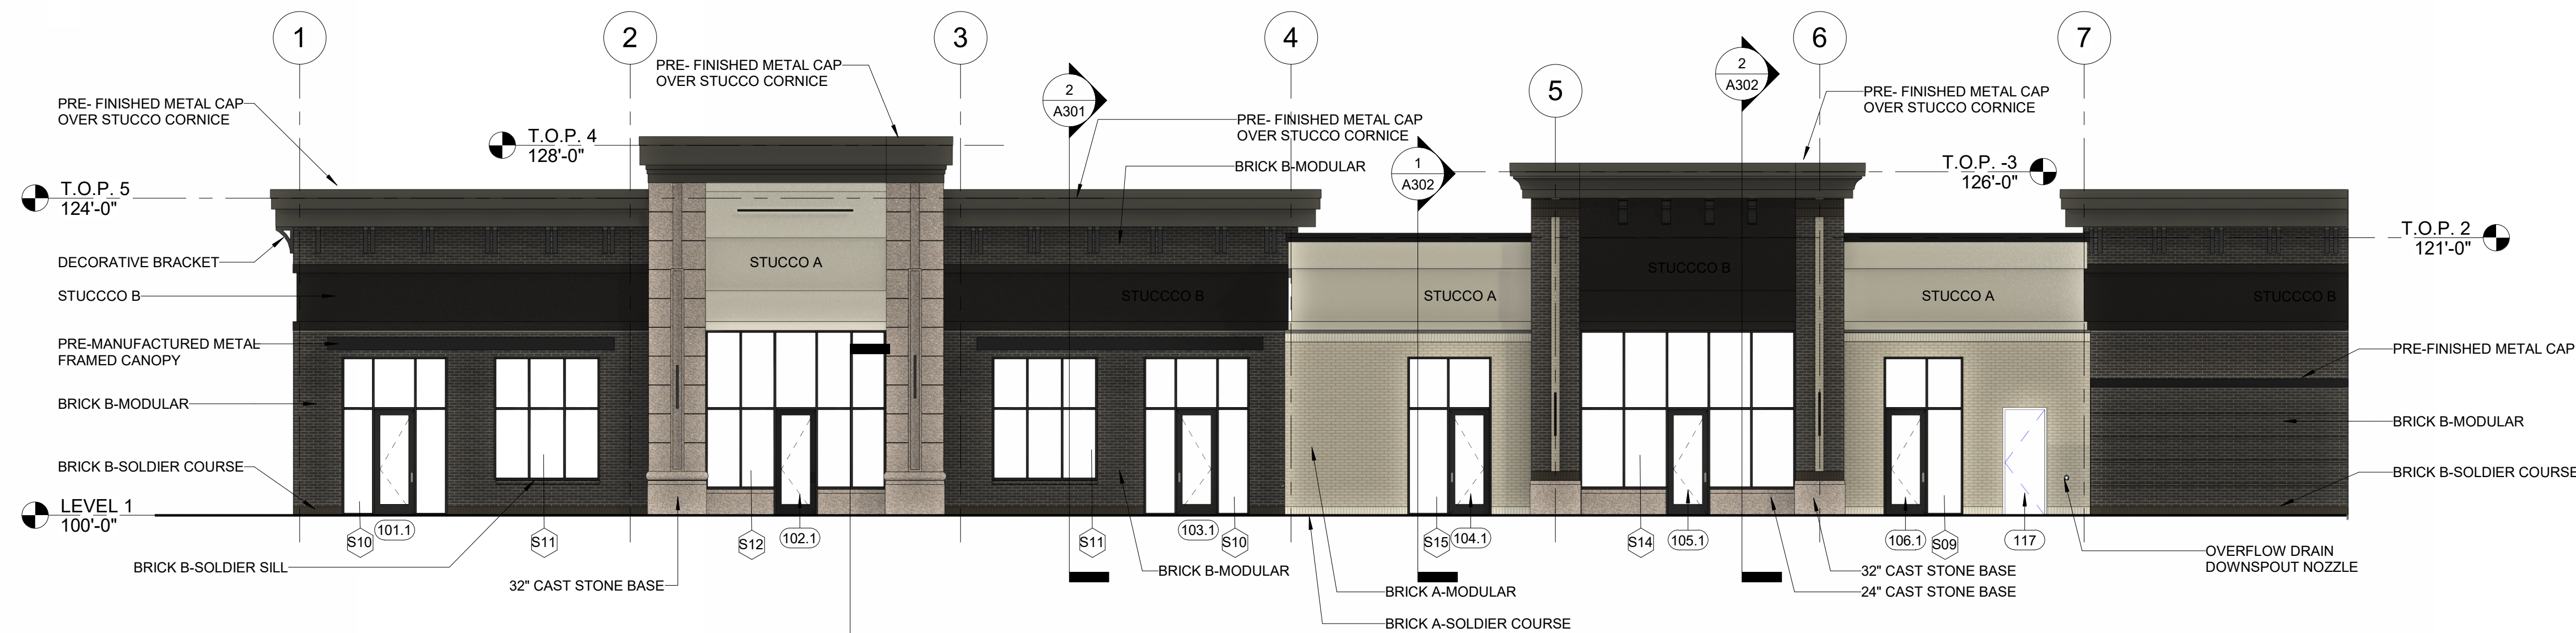 1
2
3
4
5
6
7
PRE- FINISHED METAL CAP
OVER STUCCO CORNICE
PRE- FINISHED METAL CAP
OVER STUCCO CORNICE
2
A301
PRE- FINISHED METAL CAP
OVER STUCCO CORNICE
BRICK B-MODULAR
1
A302
2
A302
PRE- FINISHED METAL CAP
OVER STUCCO CORNICE
T.O.P. 4
128'-0"
T.O.P. -3
126'-0"
T.O.P. 5
124'-0"
T.O.P. 2
121'-0"
DECORATIVE BRACKET
STUCCCO B
PRE-MANUFACTURED METAL
FRAMED CANOPY
BRICK B-MODULAR
BRICK B-SOLDIER COURSE
LEVEL 1
100'-0"
STUCCO A
STUCCCO B
STUCCO A
STUCCCO B
STUCCO A
STUCCCO B
PRE-FINISHED METAL CAP
BRICK B-MODULAR
BRICK B-SOLDIER COURSE
S10
101.1
S11
S12
102.1
S11
103.1
S10
S15
104.1
S14
105.1
106.1
S09
117
BRICK B-SOLDIER SILL
32" CAST STONE BASE
BRICK B-MODULAR
BRICK A-MODULAR
BRICK A-SOLDIER COURSE
32" CAST STONE BASE
24" CAST STONE BASE
OVERFLOW DRAIN
DOWNSPOUT NOZZLE